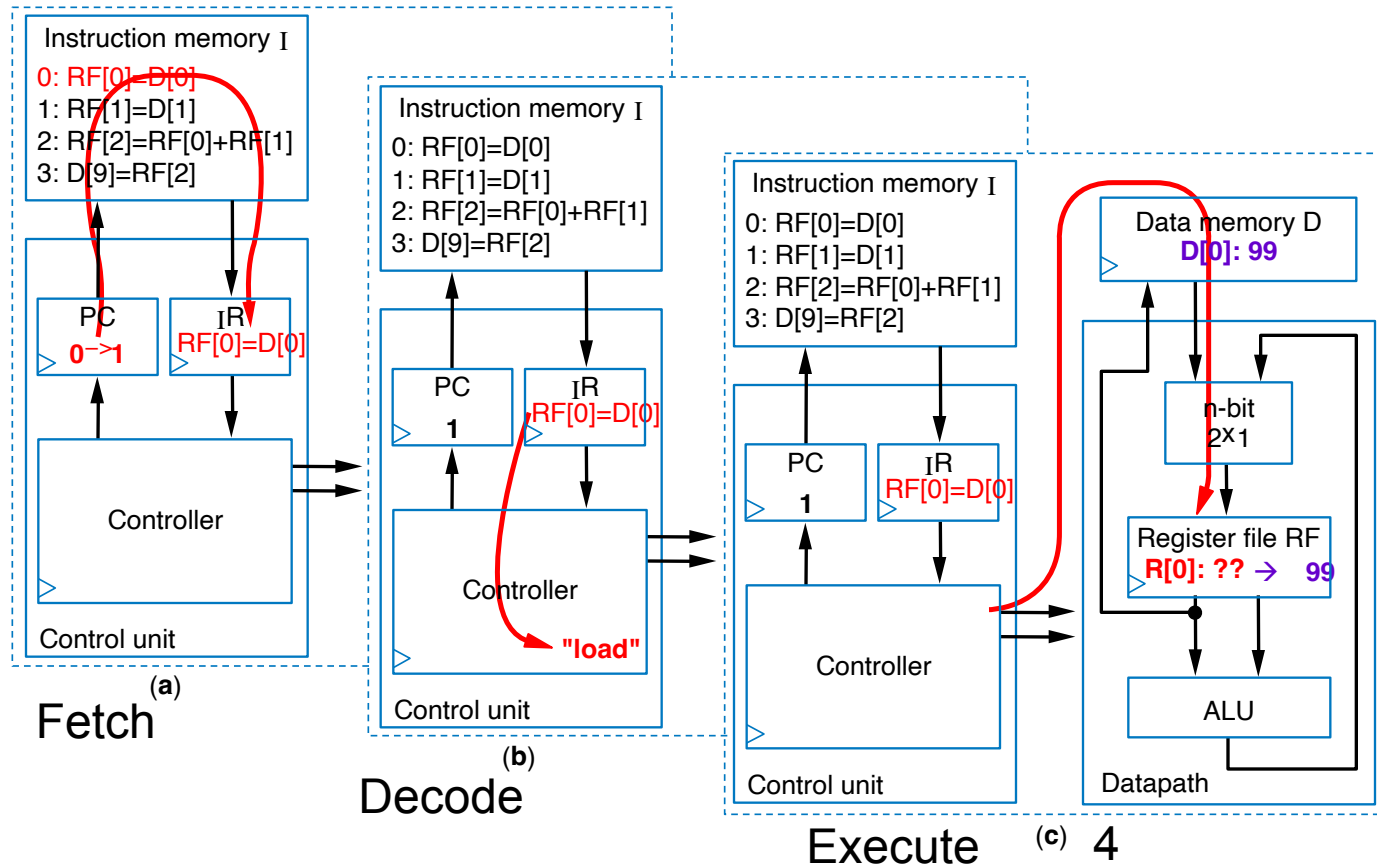 Instruction memory I
0: RF[0]=D[0]
1: RF[1]=D[1]
2: RF[2]=RF[0]+RF[1]
3: D[9]=RF[2]
PC
0->1
IR
RF[0]=D[0]
Controller
Control unit
(a)
Fetch
Instruction memory I
0: RF[0]=D[0]
1: RF[1]=D[1]
2: RF[2]=RF[0]+RF[1]
3: D[9]=RF[2]
PC
1
IR
RF[0]=D[0]
Controller
"load"
Control unit
(b)
Decode
Instruction memory I
0: RF[0]=D[0]
1: RF[1]=D[1]
2: RF[2]=RF[0]+RF[1]
3: D[9]=RF[2]
PC
1
IR
RF[0]=D[0]
Controller
Control unit
Data memory D
D[0]: 99
n-bit
2x1
Register file RF
R[0]: ?? → 99
ALU
Datapath
(c)
Execute
4